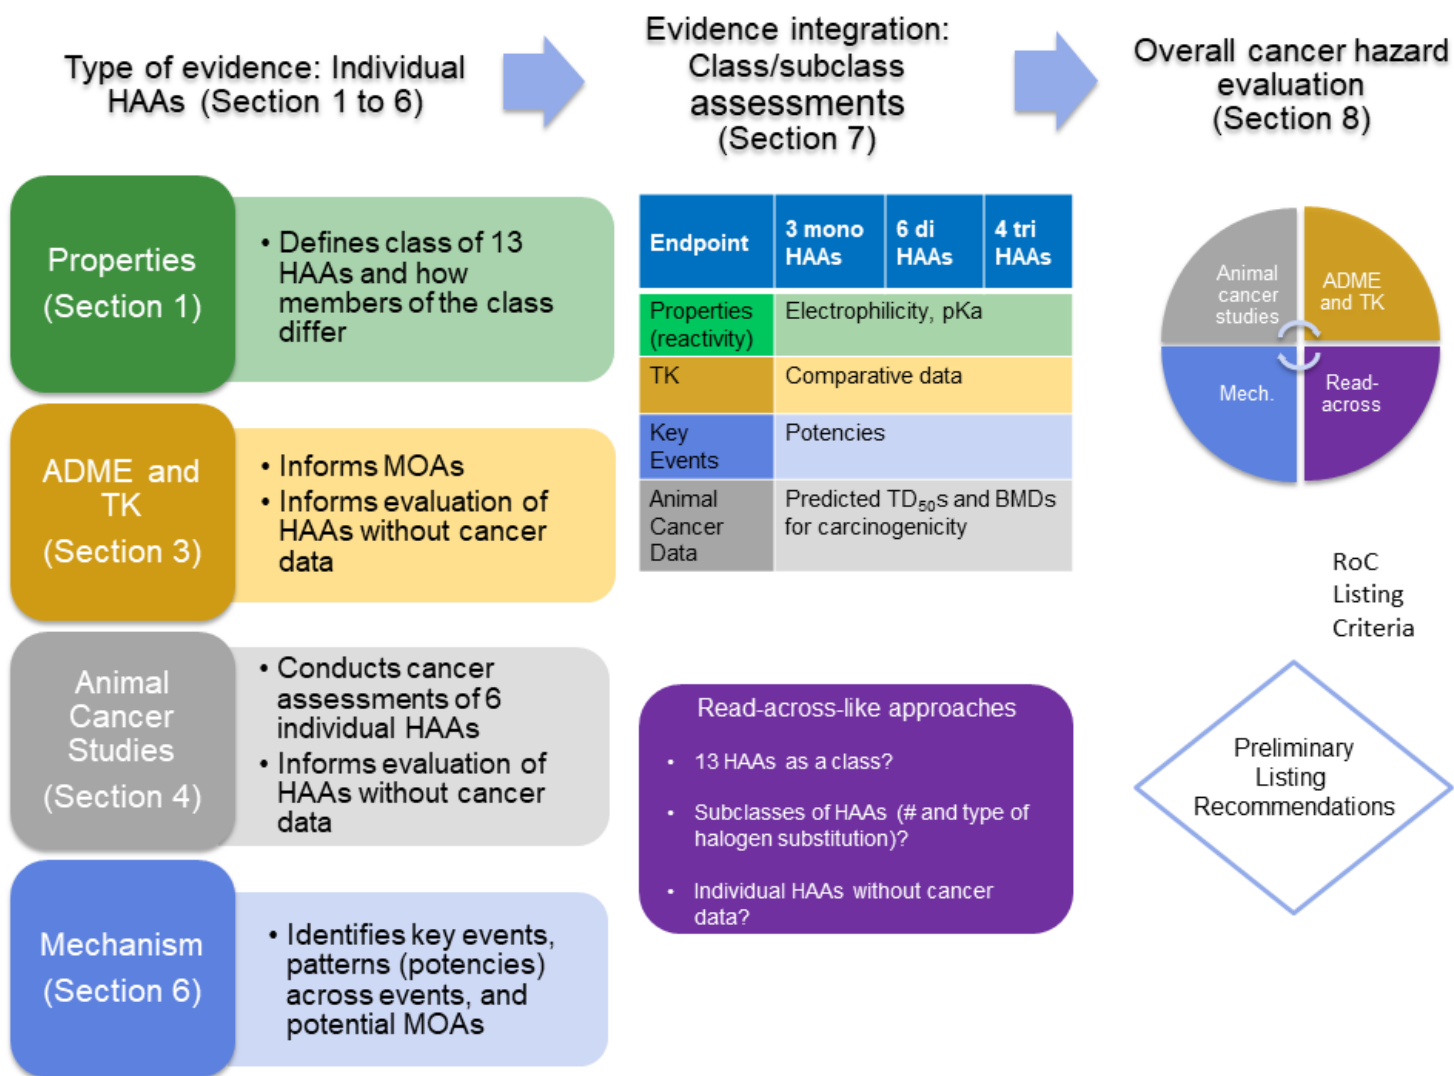 Type of evidence: Individual
HAAs (Section 1 to 6)
Evidence integration:
Class/subclass
assessments
(Section 7)
Overall cancer hazard
evaluation
(Section 8)
Properties
(Section 1)
• Defines class of 13
HAAs and how
members of the class
differ
ADME and
TK
(Section 3)
• Informs MOAs
• Informs evaluation of
HAAs without cancer
data
Animal
Cancer
Studies
(Section 4)
• Conducts cancer
assessments of 6
individual HAAs
• Informs evaluation of
HAAs without cancer
data
Mechanism
(Section 6)
• Identifies key events,
patterns (potencies)
across events, and
potential MOAs
Endpoint
3 mono
HAAs
6 di
HAAs
4 tri
HAAs
Properties
(reactivity)
Electrophilicity, pKa
TK
Comparative data
Key
Events
Potencies
Animal
Cancer
Data
Predicted TD50s and BMDs
for carcinogenicity
Read-across-like approaches
• 13 HAAs as a class?
• Subclasses of HAAs (# and type of
halogen substitution)?
• Individual HAAs without cancer
data?
Animal
cancer
studies
ADME
and TK
Mech.
Read-
across
RoC
Listing
Criteria
Preliminary
Listing
Recommendations